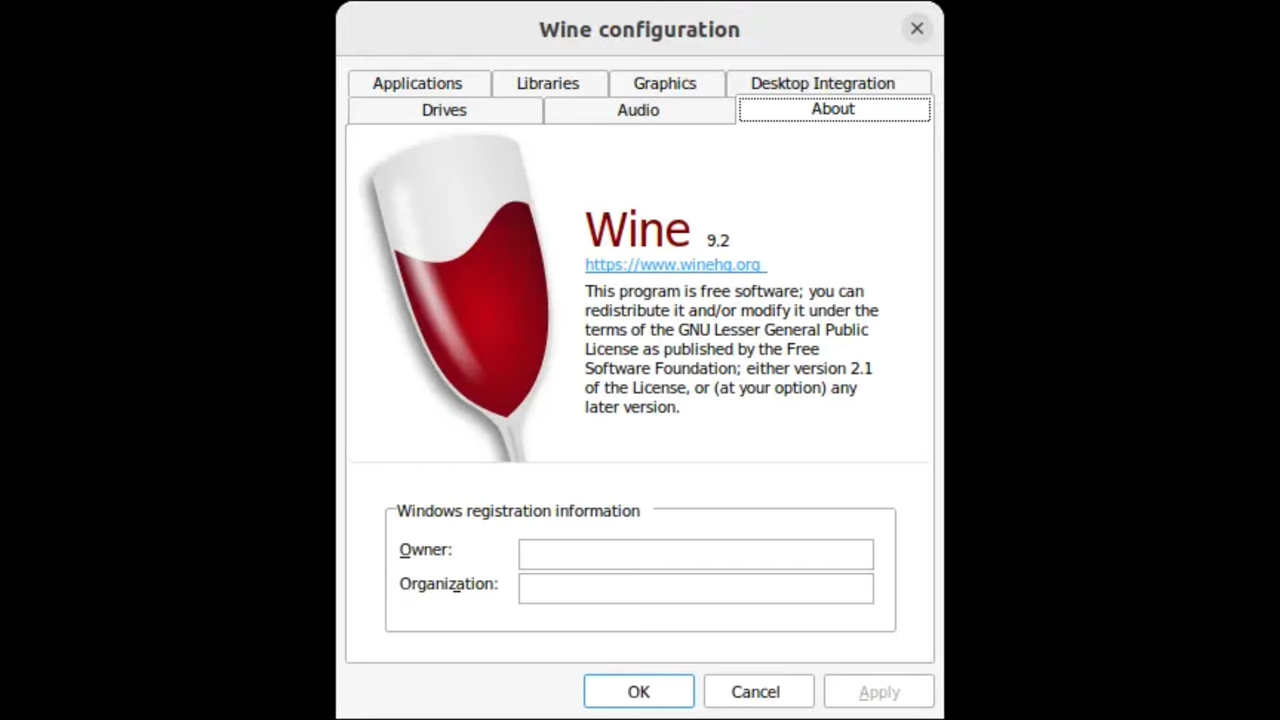 Wine configuration
Applications
Libraries
Graphics
Desktop Integration
Drives
Audio
About
Wine 9.2
https://www.winehq.org
This program is free software; you can
redistribute it and/or modify it under the
terms of the GNU Lesser General Public
License as published by the Free
Software Foundation; either version 2.1
of the License, or (at your option) any
later version.
Windows registration information
Owner:
Organization:
OK
Cancel
Apply